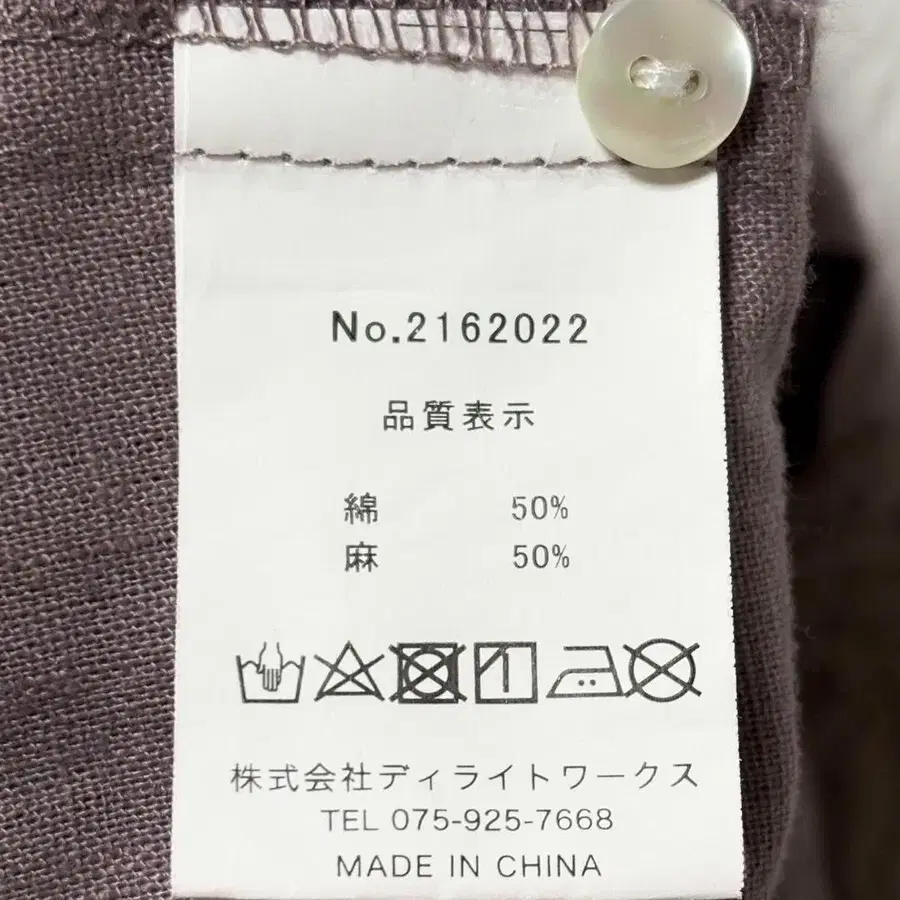 No.2162022
品質表示
綿 50%
麻 50%
株式会社ディライトワークス
TEL 075-925-7668
MADE IN CHINA